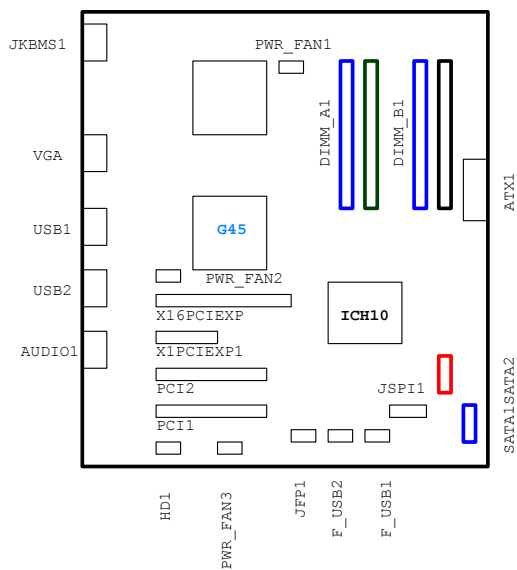 JKBMS1
PWR_FAN1
DIMM_A1
DIMM_B1
VGA
ATX1
USB1
G45
USB2
PWR_FAN2
X16PCIEXP
ICH10
AUDIO1
X1PCIEXP1
PCI2
JSPI1
SATA1SATA2
PCI1
HD1
PWR_FAN3
JFP1
F_USB2
F_USB1